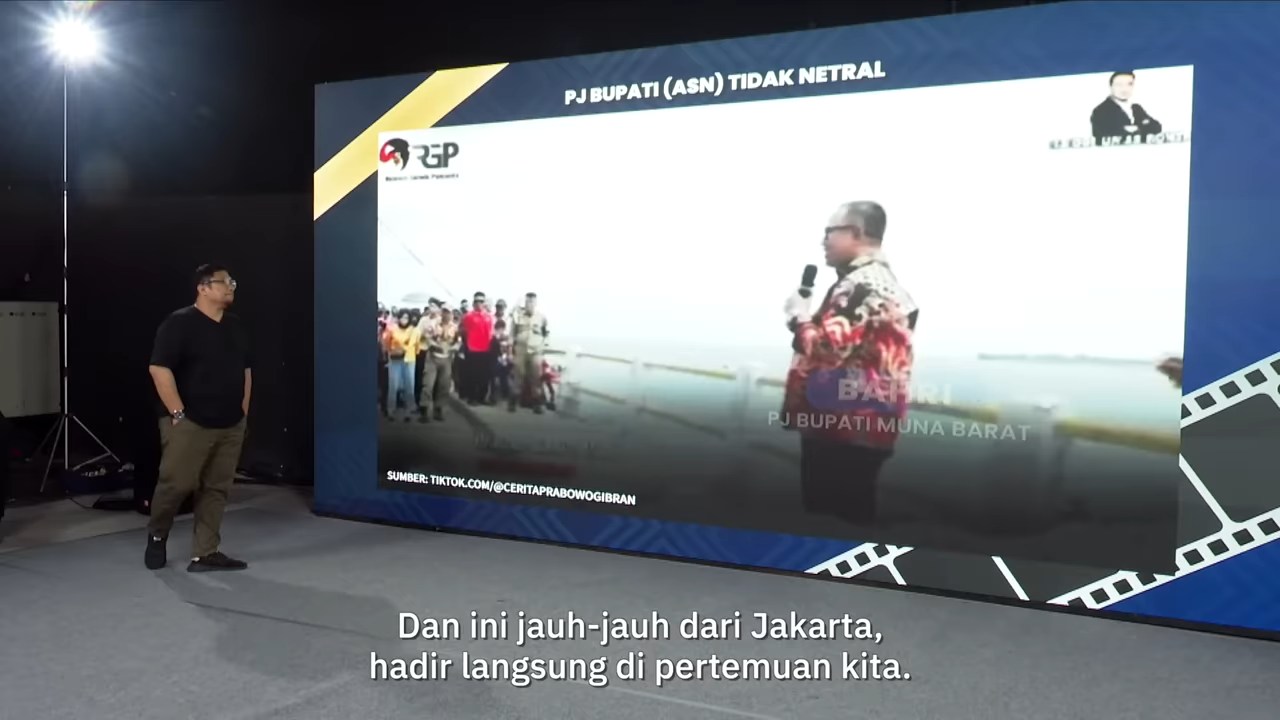 PJ BUPATI (ASN) TIDAK NETRAL
RGP
BAHRI
PJ BUPATI MUNA BARAT
SUMBER: TIKTOK.COM/@CERITAPRABOWOGIBRAN
Dan ini jauh-jauh dari Jakarta,
hadir langsung di pertemuan kita.